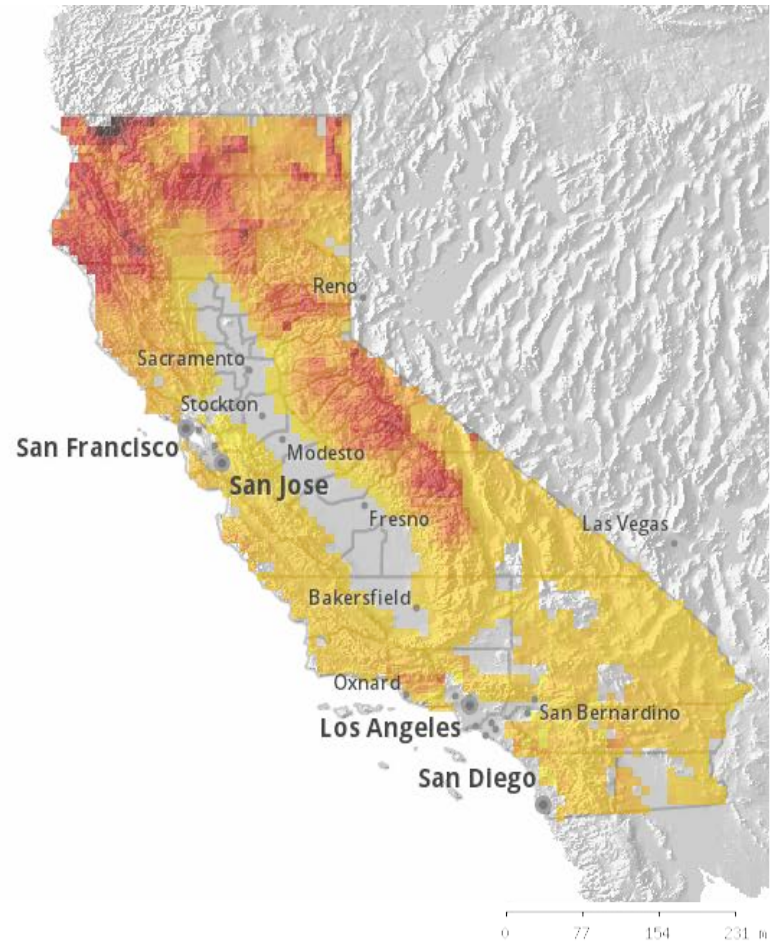 Reno
Sacramento
Stockton
San Francisco
Modesto
San Jose
Fresno
Las Vegas
Bakersfield
Oxnard
San Bernardino
Los Angeles
San Diego
0 77 154 231 m